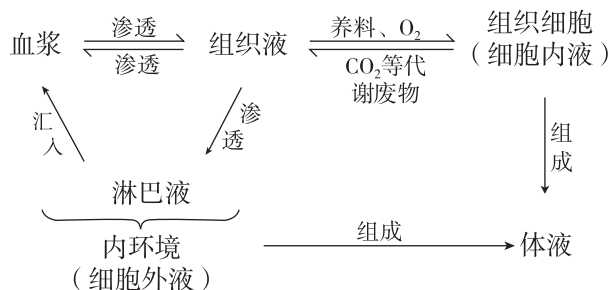 血浆
渗透
渗透
组织液
养料、O₂
CO₂等代
谢废物
组织细胞
（细胞内液）
汇入
渗透
组成
淋巴液
内环境
（细胞外液）
组成
体液